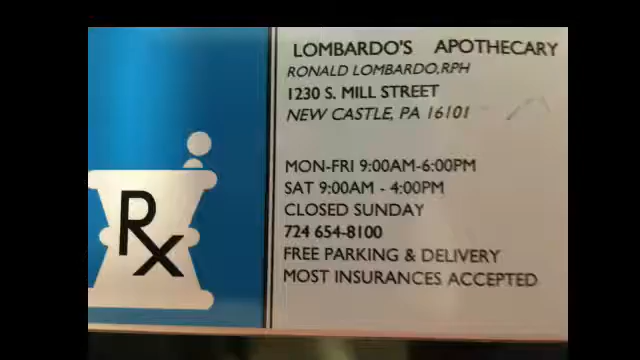 LOMBARDO'S APOTHECARY
RONALD LOMBARDO,RPH
1230 S. MILL STREET
NEW CASTLE, PA 16101
MON-FRI 9:00AM-6:00PM
SAT 9:00AM - 4:00PM
CLOSED SUNDAY
724 654-8100
FREE PARKING & DELIVERY
MOST INSURANCES ACCEPTED
Rx